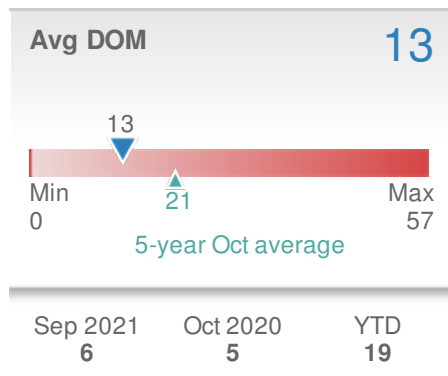 Avg DOM 13
13
Min 21 Max
0 57
5-year Oct average
Sep 2021 Oct 2020 YTD
6 5 19